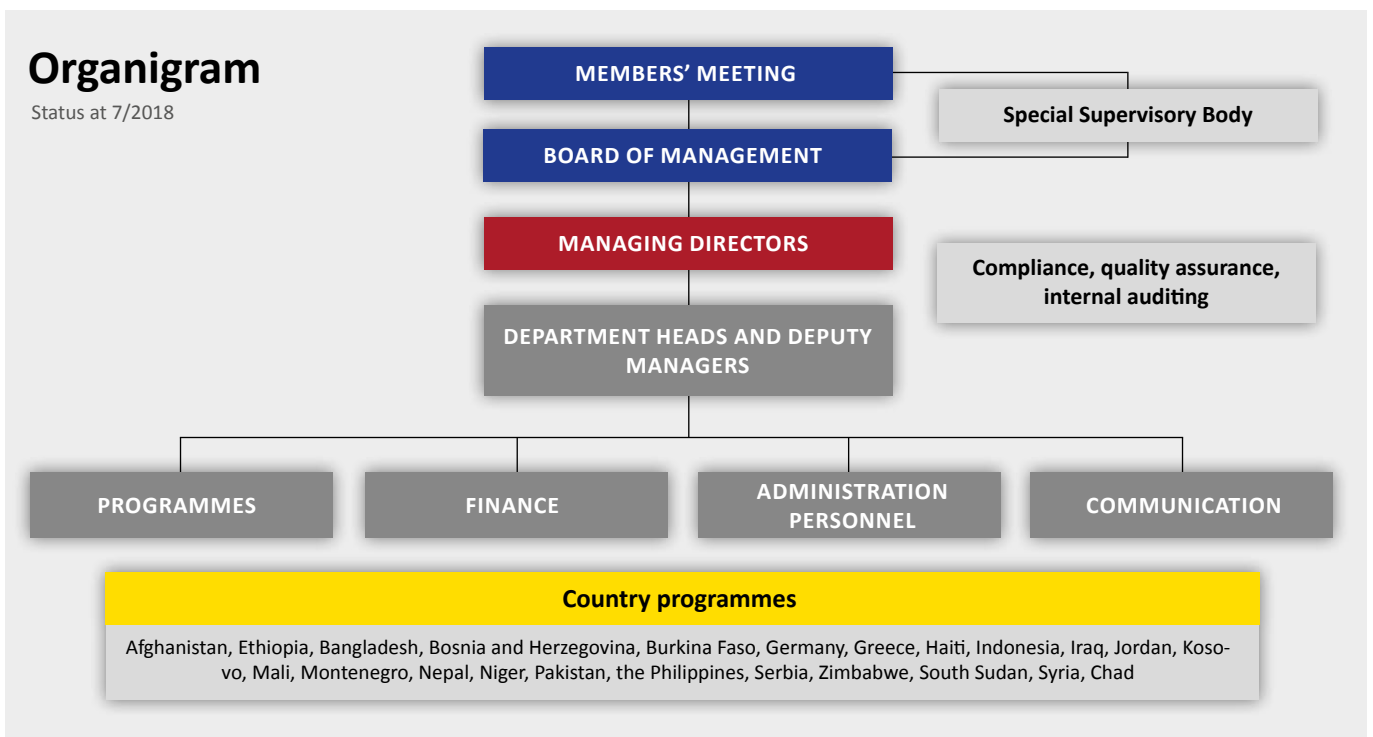 Organigram
Status at 7/2018
MEMBERS’ MEETING
Special Supervisory Body
BOARD OF MANAGEMENT
MANAGING DIRECTORS
Compliance, quality assurance,
internal auditing
DEPARTMENT HEADS AND DEPUTY
MANAGERS
PROGRAMMES
FINANCE
ADMINISTRATION
PERSONNEL
COMMUNICATION
Country programmes
Afghanistan, Ethiopia, Bangladesh, Bosnia and Herzegovina, Burkina Faso, Germany, Greece, Haiti, Indonesia, Iraq, Jordan, Koso-
vo, Mali, Montenegro, Nepal, Niger, Pakistan, the Philippines, Serbia, Zimbabwe, South Sudan, Syria, Chad